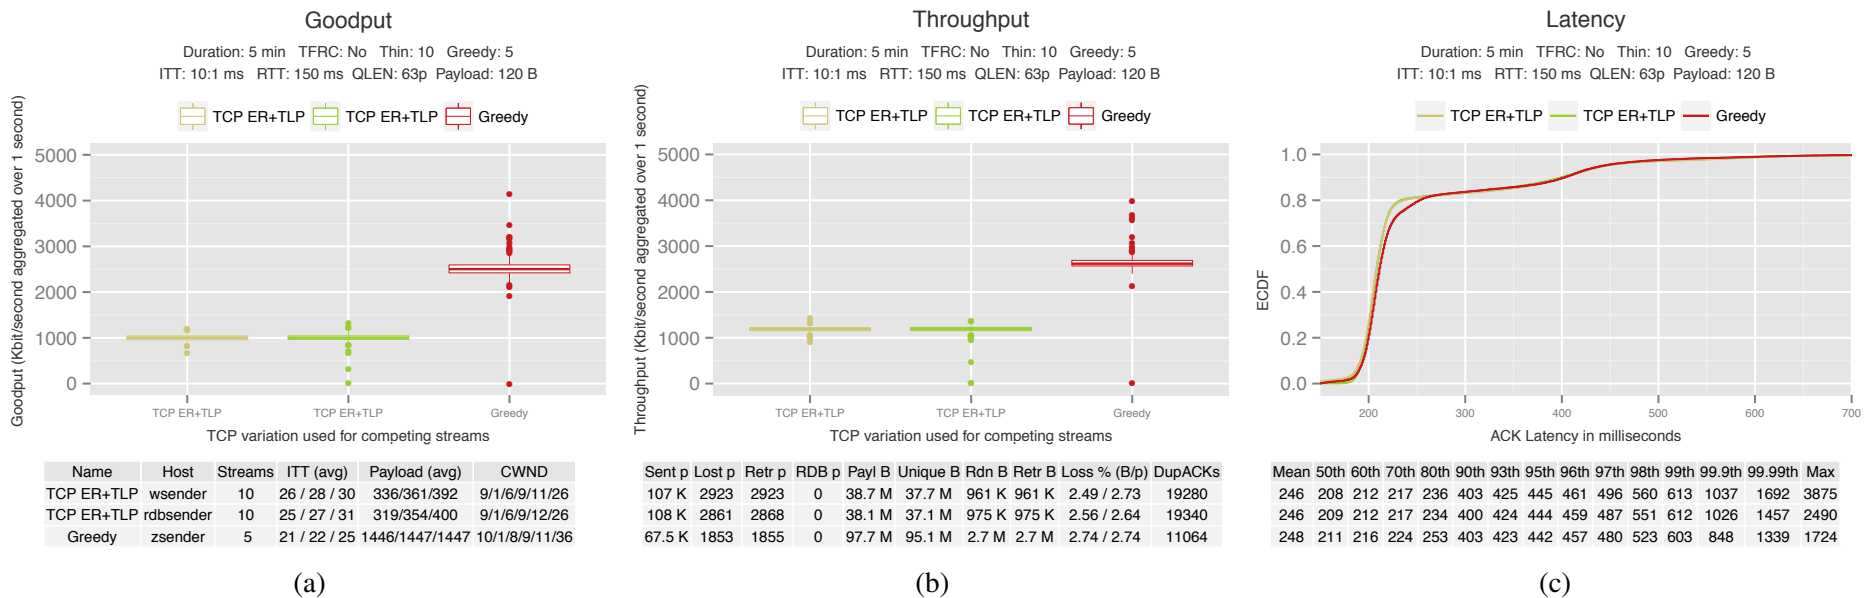 Goodput
Duration: 5 min TFRC: No Thin: 10 Greedy: 5
ITT: 10:1 ms RTT: 150 ms QLEN: 63p Payload: 120 B
TCP ER+TLP TCP ER+TLP Greedy
Goodput (Kbit/second aggregated over 1 second)
5000
4000
3000
2000
1000
0
TCP ER+TLP TCP ER+TLP Greedy
TCP variation used for competing streams
Name Host Streams ITT (avg) Payload (avg) CWND
TCP ER+TLP wsender 10 26 / 28 / 30 336/361/392 9/1/6/9/11/26
TCP ER+TLP rdbsender 10 25 / 27 / 31 319/354/400 9/1/6/9/12/26
Greedy zsender 5 21 / 22 / 25 1446/1447/1447 10/1/8/9/11/36
(a)
Throughput
Duration: 5 min TFRC: No Thin: 10 Greedy: 5
ITT: 10:1 ms RTT: 150 ms QLEN: 63p Payload: 120 B
TCP ER+TLP TCP ER+TLP Greedy
Throughput (Kbit/second aggregated over 1 second)
5000
4000
3000
2000
1000
0
TCP ER+TLP TCP ER+TLP Greedy
TCP variation used for competing streams
Sent p Lost p Retr p RDB p Payl B Unique B Rdn B Retr B Loss % (B/p) DupACKs
107 K 2923 2923 0 38.7 M 37.7 M 961 K 961 K 2.49 / 2.73 19280
108 K 2861 2868 0 38.1 M 37.1 M 975 K 975 K 2.56 / 2.64 19340
67.5 K 1853 1855 0 97.7 M 95.1 M 2.7 M 2.7 M 2.74 / 2.74 11064
(b)
Latency
Duration: 5 min TFRC: No Thin: 10 Greedy: 5
ITT: 10:1 ms RTT: 150 ms QLEN: 63p Payload: 120 B
TCP ER+TLP TCP ER+TLP Greedy
ECDF
1.0
0.8
0.6
0.4
0.2
0.0
200 300 400 500 600 700
ACK Latency in milliseconds
Mean 50th 60th 70th 80th 90th 93th 95th 96th 97th 98th 99th 99.9th 99.99th Max
246 208 212 217 236 403 425 445 461 496 560 613 1037 1692 3875
246 209 212 217 234 400 424 444 459 487 551 612 1026 1457 2490
248 211 216 224 253 403 423 442 457 480 523 603 848 1339 1724
(c)